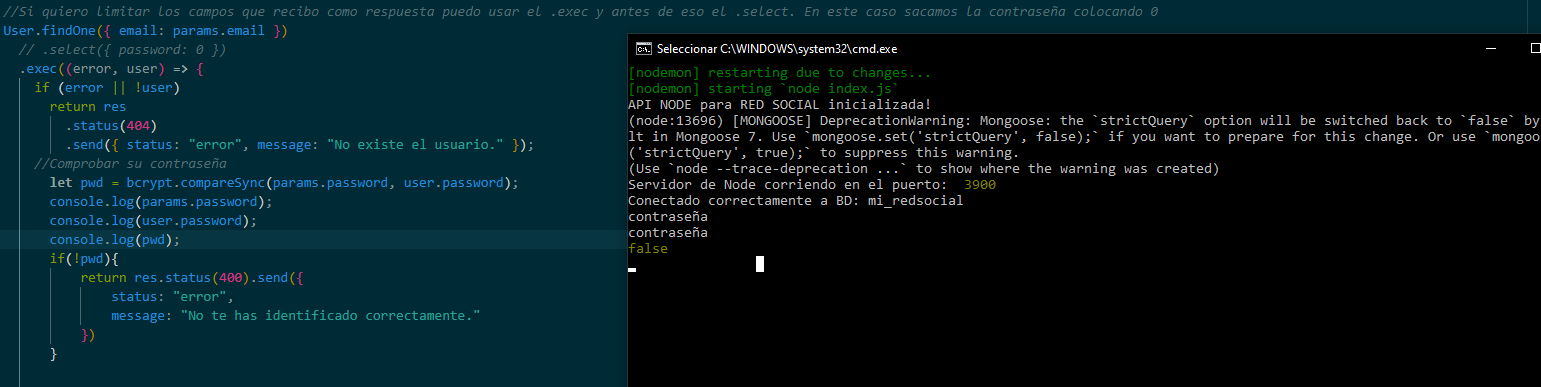 //Si quiero limitar los campos que recibo como respuesta puedo usar el .exec y antes de eso el .select. En este caso sacamos la contraseña colocando 0
User.findOne({ email: params.email })
// .select({ password: 0 })
.exec((error, user) => {
if (error || !user)
return res
.status(404)
.send({ status: "error", message: "No existe el usuario." });
//Comprobar su contraseña
let pwd = bcrypt.compareSync(params.password, user.password);
console.log(params.password);
console.log(user.password);
console.log(pwd);
if(!pwd){
return res.status(400).send({
status: "error",
message: "No te has identificado correctamente."
})
}
Seleccionar C:\WINDOWS\system32\cmd.exe
[nodemon] restarting due to changes...
[nodemon] starting `node index.js`
API NODE para RED SOCIAL inicializada!
(node:13696) [MONGOOSE] DeprecationWarning: Mongoose: the `strictQuery` option will be switched back to `false` by
lt in Mongoose 7. Use `mongoose.set('strictQuery', false);` if you want to prepare for this change. Or use `mongoo
('strictQuery', true);` to suppress this warning.
(Use `node --trace-deprecation ...` to show where the warning was created)
Servidor de Node corriendo en el puerto:  3900
Conectado correctamente a BD: mi_redsocial
contraseña
contraseña
false